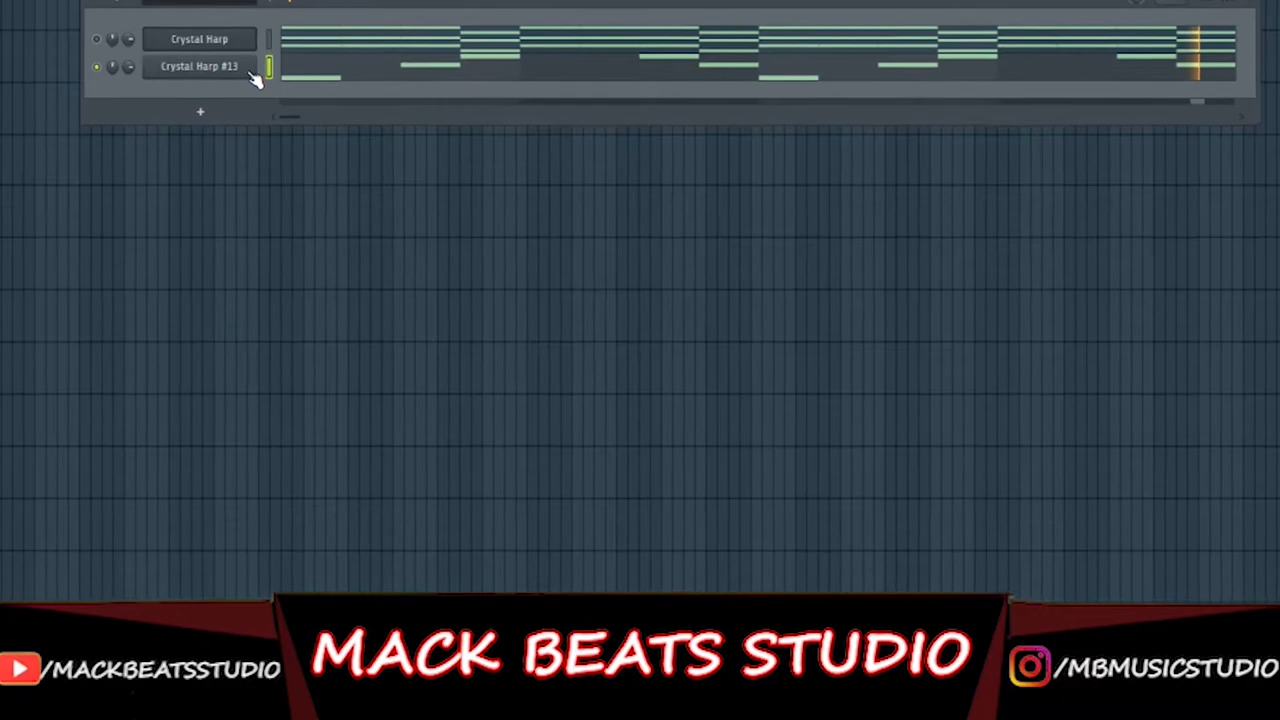 Crystal Harp
Crystal Harp #13
+
MACK BEATS STUDIO
/MACKBEATSSTUDIO
/MBMUSICSTUDIO